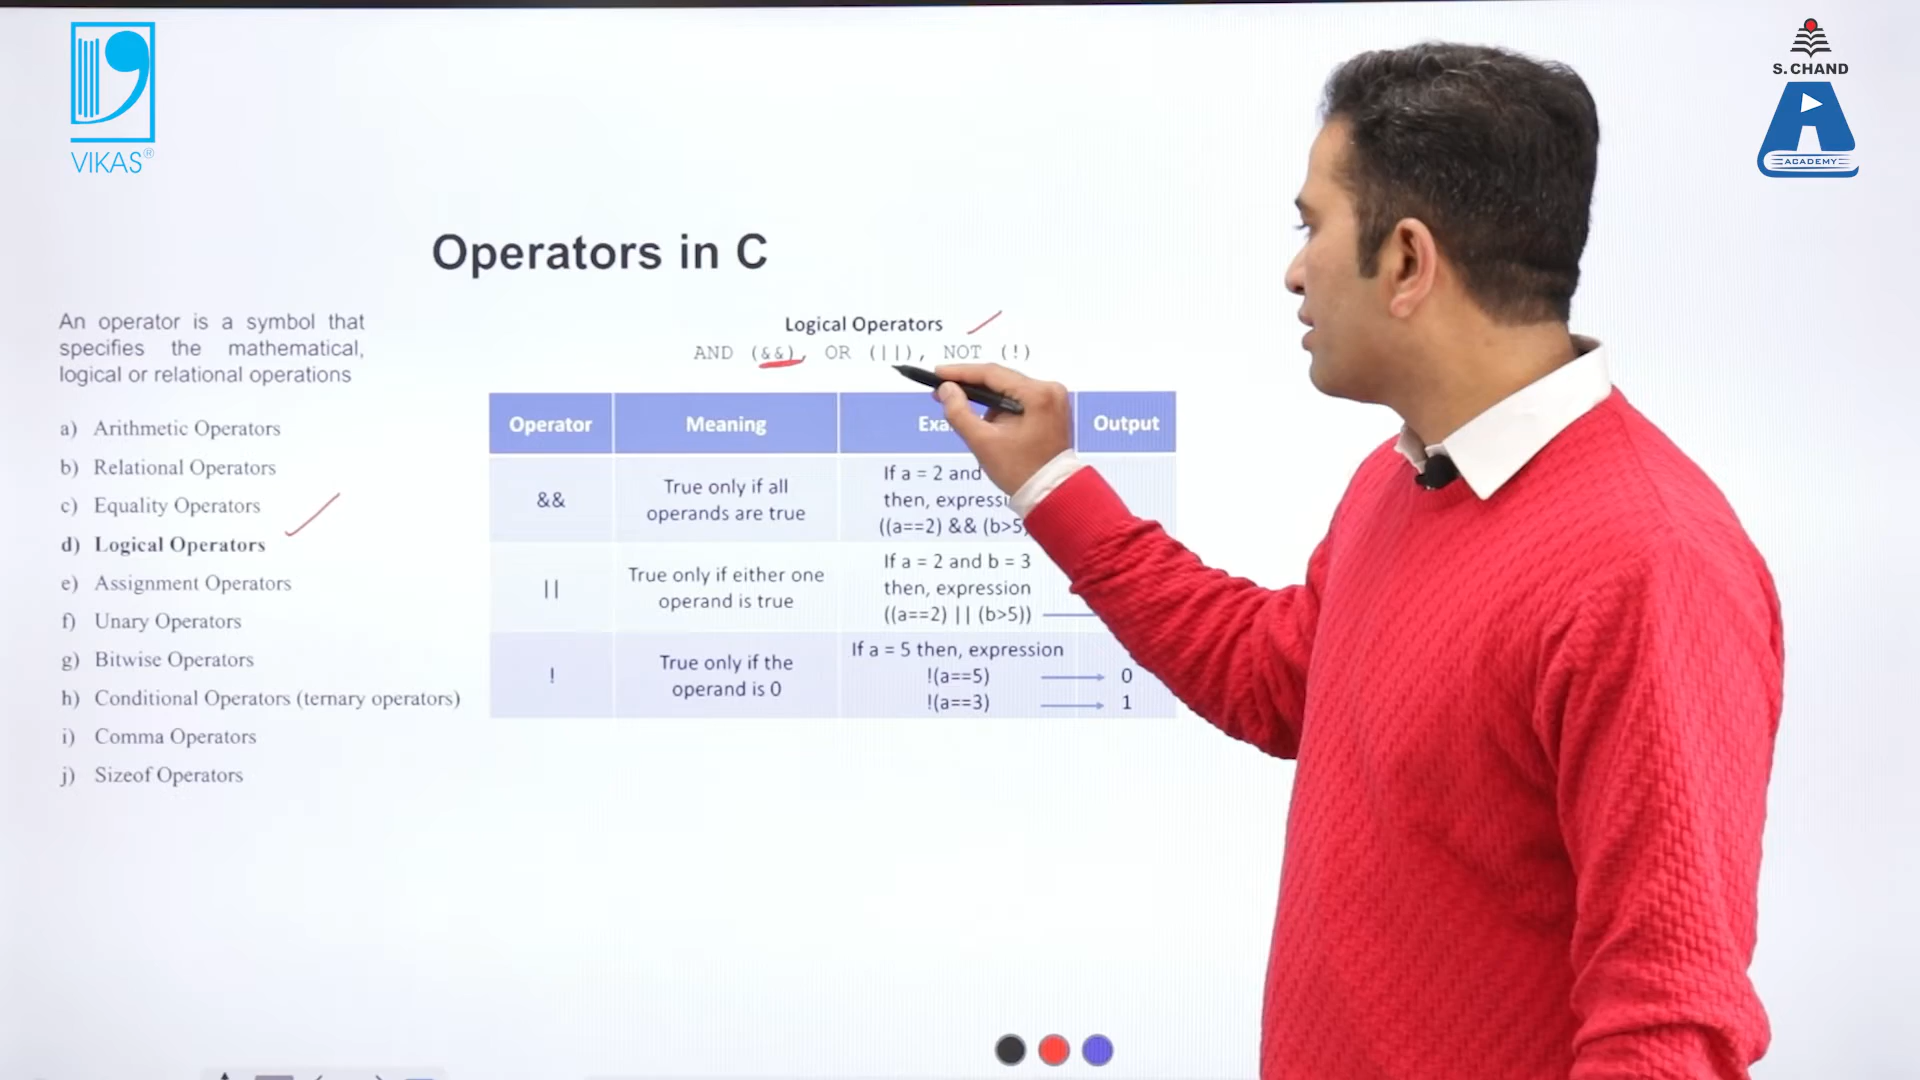 VIKAS®
S. CHAND
ACADEMY
Operators in C
An operator is a symbol that
specifies the mathematical,
logical or relational operations
a) Arithmetic Operators
b) Relational Operators
c) Equality Operators
d) Logical Operators
e) Assignment Operators
f) Unary Operators
g) Bitwise Operators
h) Conditional Operators (ternary operators)
i) Comma Operators
j) Sizeof Operators
Logical Operators
AND (&&), OR (||), NOT (!)
Operator Meaning Output
&&
True only if all
operands are true
If a = 2 and
then,
((a==2) && (b>5)
||
True only if either one
operand is true
If a = 2 and b = 3
then, expression
((a==2) || (b>5))
!
True only if the
operand is 0
If a = 5 then, expression
!(a==5) 0
!(a==3) 1